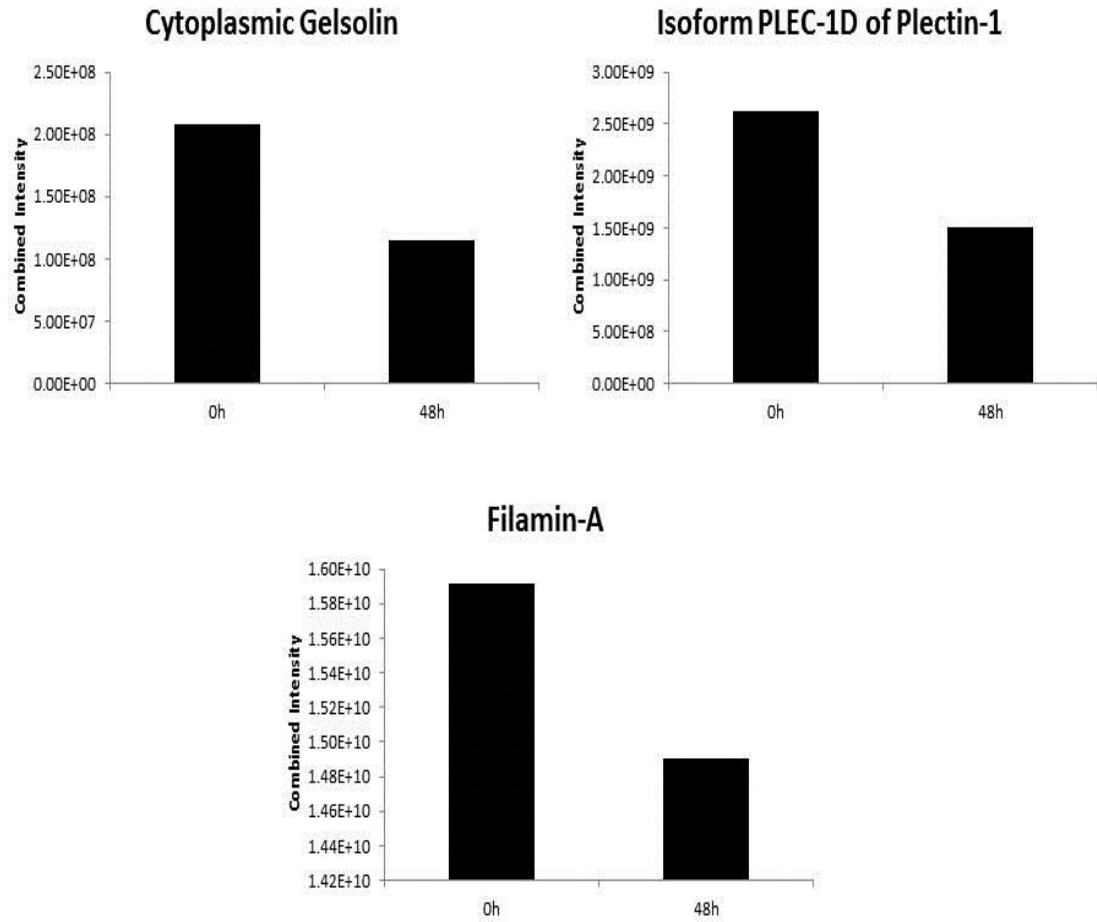 Cytoplasmic Gelsolin
Combined Intensity
2.50E+08
2.00E+08
1.50E+08
1.00E+08
5.00E+07
0.00E+00
0h 48h
Isoform PLEC-1D of Plectin-1
Combined Intensity
3.00E+09
2.50E+09
2.00E+09
1.50E+09
1.00E+09
5.00E+08
0.00E+00
0h 48h
Filamin-A
Combined Intensity
1.60E+10
1.58E+10
1.56E+10
1.54E+10
1.52E+10
1.50E+10
1.48E+10
1.46E+10
1.44E+10
1.42E+10
0h 48h